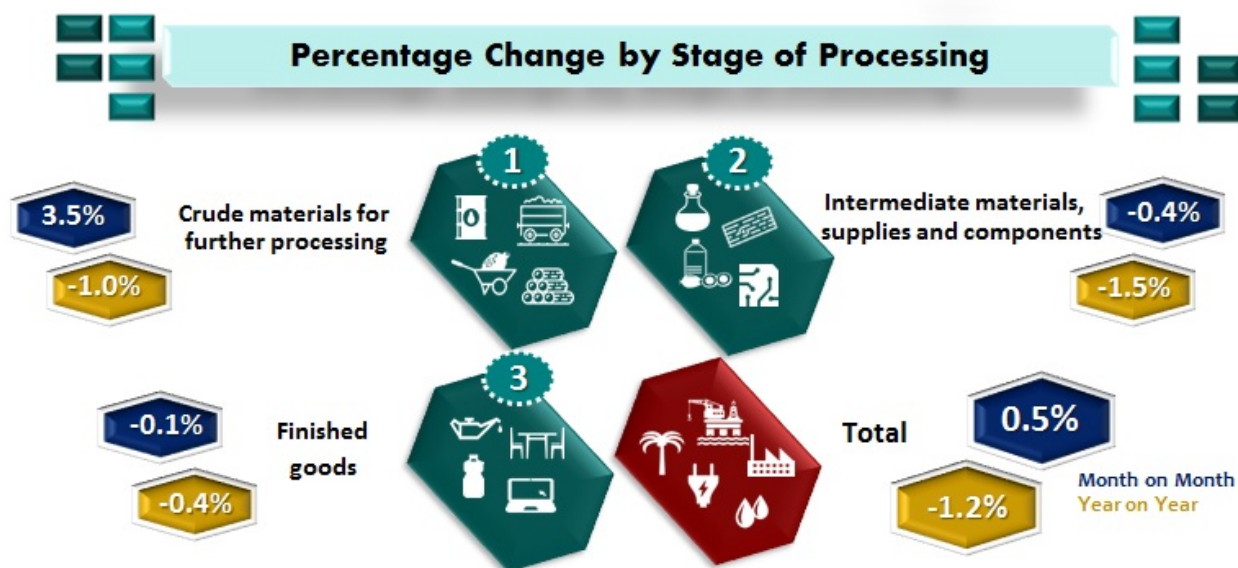 Percentage Change by Stage of Processing
1
3.5%
-1.0%
Crude materials for
further processing
2
Intermediate materials,
supplies and components
-0.4%
-1.5%
3
-0.1%
-0.4%
Finished
goods
Total
0.5%
-1.2%
Month on Month
Year on Year